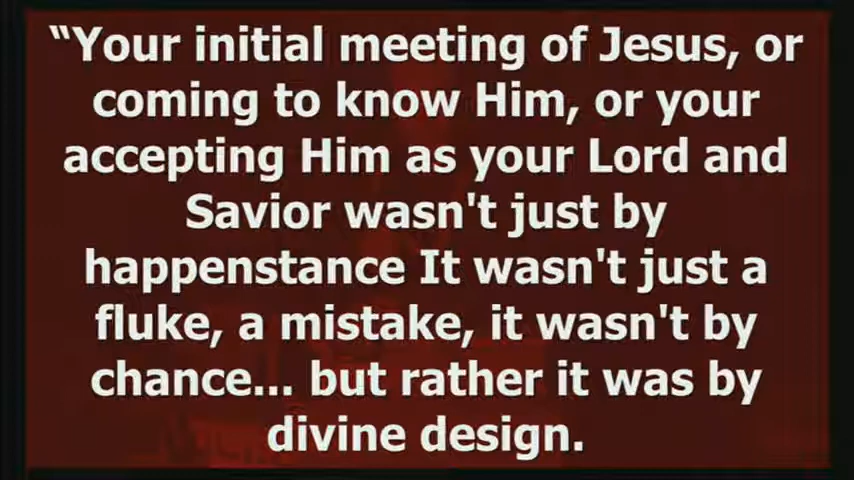 “Your initial meeting of Jesus, or
coming to know Him, or your
accepting Him as your Lord and
Savior wasn't just by
happenstance It wasn't just a
fluke, a mistake, it wasn't by
chance... but rather it was by
divine design.